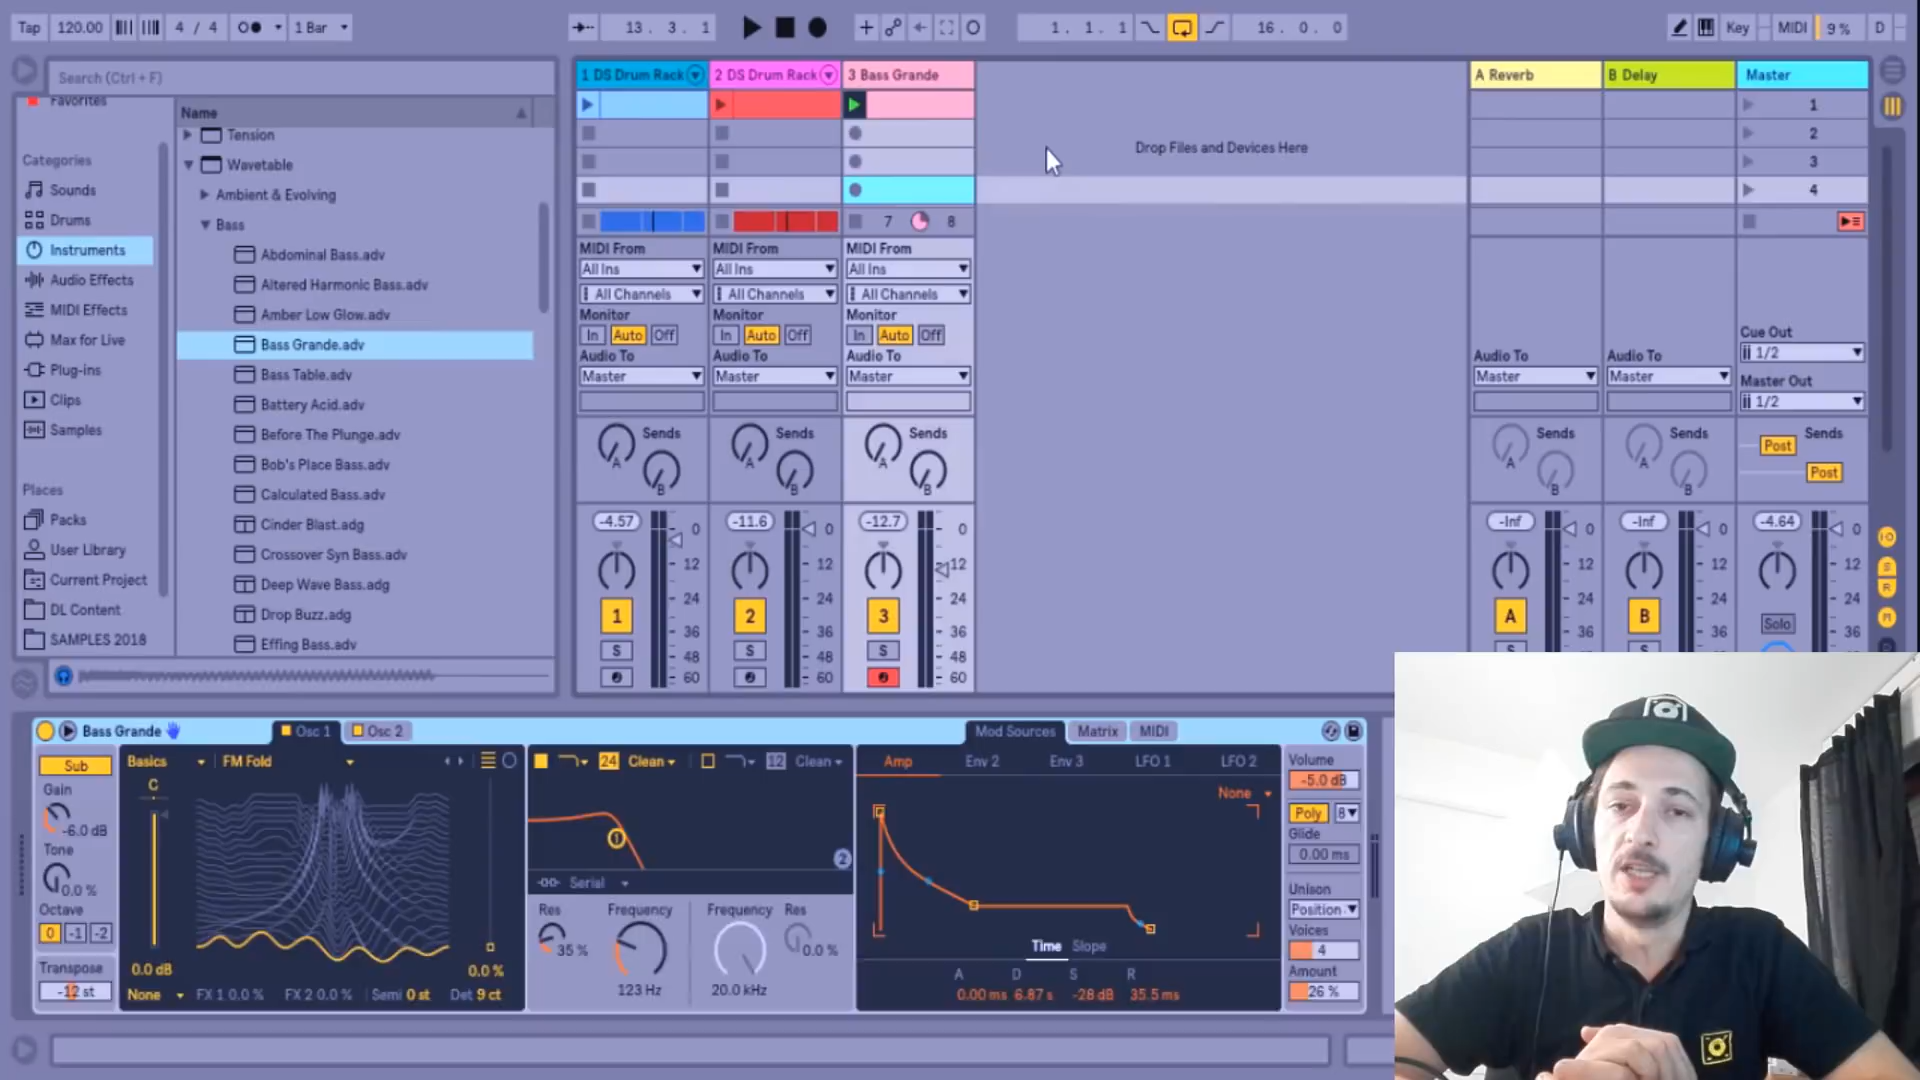 Tap 120.00 4 / 4 1 Bar 13. 3. 1 1. 1. 1 16. 0. 0 Key MIDI 9 % D
Search (Ctrl + F)
Favorites
Categories
Sounds
Drums
Instruments
Audio Effects
MIDI Effects
Max for Live
Plug-ins
Clips
Samples
Places
Packs
User Library
Current Project
DL Content
SAMPLES 2018
Name
Tension
Wavetable
Ambient & Evolving
Bass
Abdominal Bass.adv
Altered Harmonic Bass.adv
Amber Low Glow.adv
Bass Grande.adv
Bass Table.adv
Battery Acid.adv
Before The Plunge.adv
Bob's Place Bass.adv
Calculated Bass.adv
Cinder Blast.adg
Crossover Syn Bass.adv
Deep Wave Bass.adg
Drop Buzz.adg
Effing Bass.adv
1 DS Drum Rack 2 DS Drum Rack 3 Bass Grande A Reverb B Delay Master
1
2
3
4
Drop Files and Devices Here
7 8
MIDI From MIDI From MIDI From
All Ins All Ins All Ins
All Channels All Channels All Channels
Monitor Monitor Monitor
In Auto Off In Auto Off In Auto Off
Audio To Audio To Audio To Audio To Audio To
Master Master Master Master Master
Cue Out
1/2
Master Out
1/2
Sends Sends Sends Sends Sends Sends
A A A A A Post
B B B B B Post
-4.57 -11.6 -12.7 -Inf -Inf -4.64
0 0 0 0 0 0
12 12 12 12 12 12
24 24 24 24 24 24
1 2 3 A B Solo
36 36 36 36 36 36
S S S S S
48 48 48
60 60 60
Bass Grande Osc 1 Osc 2 Mod Sources Matrix MIDI
Sub
Gain
-6.0 dB
Tone
0.0 %
Octave
0 -1 -2
Transpose
-12 st
Basics FM Fold
C
0.0 dB 0.0 %
None FX 1 0.0 % FX 2 0.0 % Semi 0 st Det 9 ct
24 Clean 12 Clean
1
2
Serial
Res Frequency Frequency Res
35 % 0.0 %
123 Hz 20.0 kHz
Amp Env 2 Env 3 LFO 1 LFO 2
None
Time Slope
A D S R
0.00 ms 6.87 s -28 dB 35.5 ms
Volume
-5.0 dB
Poly 8
Glide
0.00 ms
Unison
Position
Voices
4
Amount
26 %